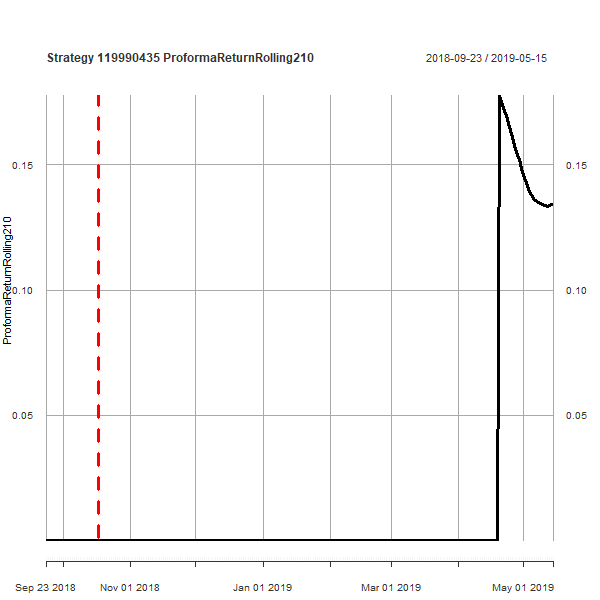 Strategy 119990435 ProformaReturnRolling210
2018-09-23 / 2019-05-15
ProformaReturnRolling210
0.15
0.15
0.10
0.10
0.05
0.05
Sep 23 2018
Nov 01 2018
Jan 01 2019
Mar 01 2019
May 01 2019